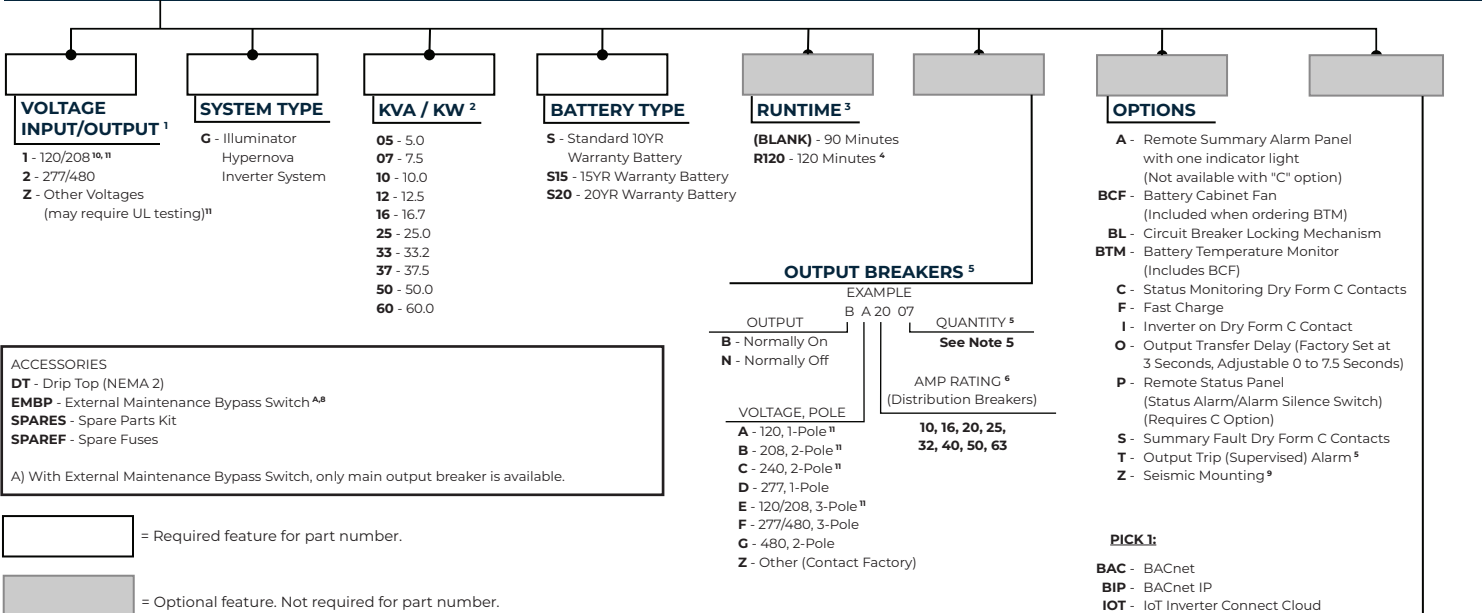 VOLTAGE
INPUT/OUTPUT 1
1 - 120/208 10, 11
2 - 277/480
Z - Other Voltages
(may require UL testing) 11
SYSTEM TYPE
G - Illuminator
Hypernova
Inverter System
KVA / KW 2
05 - 5.0
07 - 7.5
10 - 10.0
12 - 12.5
16 - 16.7
25 - 25.0
33 - 33.2
37 - 37.5
50 - 50.0
60 - 60.0
BATTERY TYPE
S - Standard 10YR
Warranty Battery
S15 - 15YR Warranty Battery
S20 - 20YR Warranty Battery
RUNTIME 3
(BLANK) - 90 Minutes
R120 - 120 Minutes 4
OUTPUT BREAKERS 5
EXAMPLE
B A 20 07
OUTPUT
B - Normally On
N - Normally Off
QUANTITY 5
See Note 5
AMP RATING 6
(Distribution Breakers)
10, 16, 20, 25,
32, 40, 50, 63
VOLTAGE, POLE
A - 120, 1-Pole 11
B - 208, 2-Pole 11
C - 240, 2-Pole 11
D - 277, 1-Pole
E - 120/208, 3-Pole 11
F - 277/480, 3-Pole
G - 480, 2-Pole
Z - Other (Contact Factory)
OPTIONS
A - Remote Summary Alarm Panel
with one indicator light
(Not available with "C" option)
BCF - Battery Cabinet Fan
(Included when ordering BTM)
BL - Circuit Breaker Locking Mechanism
BTM - Battery Temperature Monitor
(Includes BCF)
C - Status Monitoring Dry Form C Contacts
F - Fast Charge
I - Inverter on Dry Form C Contact
O - Output Transfer Delay (Factory Set at
3 Seconds, Adjustable 0 to 7.5 Seconds)
P - Remote Status Panel
(Status Alarm/Alarm Silence Switch)
(Requires C Option)
S - Summary Fault Dry Form C Contacts
T - Output Trip (Supervised) Alarm 5
Z - Seismic Mounting 9
PICK 1:
BAC - BACnet
BIP - BACnet IP
IOT - IoT Inverter Connect Cloud
ACCESSORIES
DT - Drip Top (NEMA 2)
EMBP - External Maintenance Bypass Switch A,8
SPARES - Spare Parts Kit
SPAREF - Spare Fuses
A) With External Maintenance Bypass Switch, only main output breaker is available.
= Required feature for part number.
= Optional feature. Not required for part number.